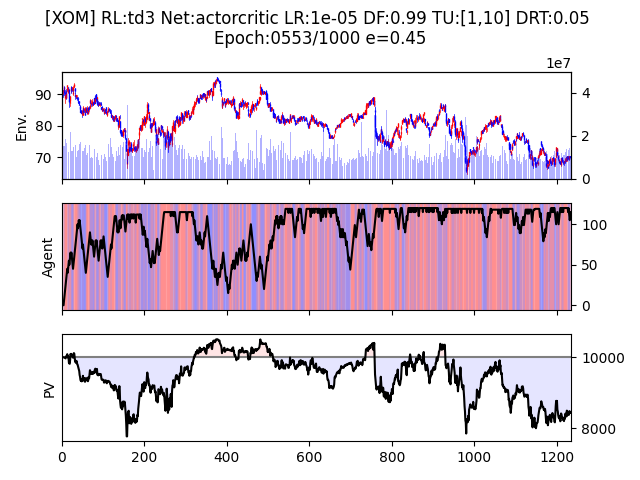 [XOM] RL:td3 Net:actorcritic LR:1e-05 DF:0.99 TU:[1,10] DRT:0.05
Epoch:0553/1000 e=0.45
1e7
Env.
90
80
70
4
2
0
Agent
100
50
0
PV
10000
8000
0 200 400 600 800 1000 1200